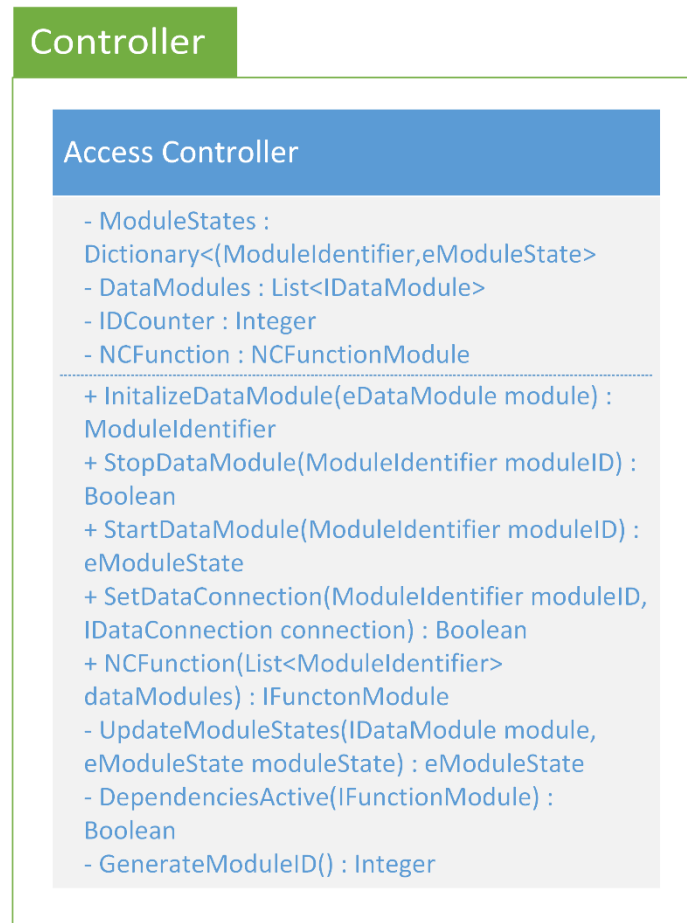 Controller
Access Controller
- ModuleStates :
Dictionary<(ModuleIdentifier,eModuleState>
- DataModules : List<IDataModule>
- IDCounter : Integer
- NCFunction : NCFunctionModule
+ InitalizeDataModule(eDataModule module) :
ModuleIdentifier
+ StopDataModule(ModuleIdentifier moduleID) :
Boolean
+ StartDataModule(ModuleIdentifier moduleID) :
eModuleState
+ SetDataConnection(ModuleIdentifier moduleID,
IDataConnection connection) : Boolean
+ NCFunction(List<ModuleIdentifier>
dataModules) : IFunctonModule
- UpdateModuleStates(IDataModule module,
eModuleState moduleState) : eModuleState
- DependenciesActive(IFunctionModule) :
Boolean
- GenerateModuleID() : Integer